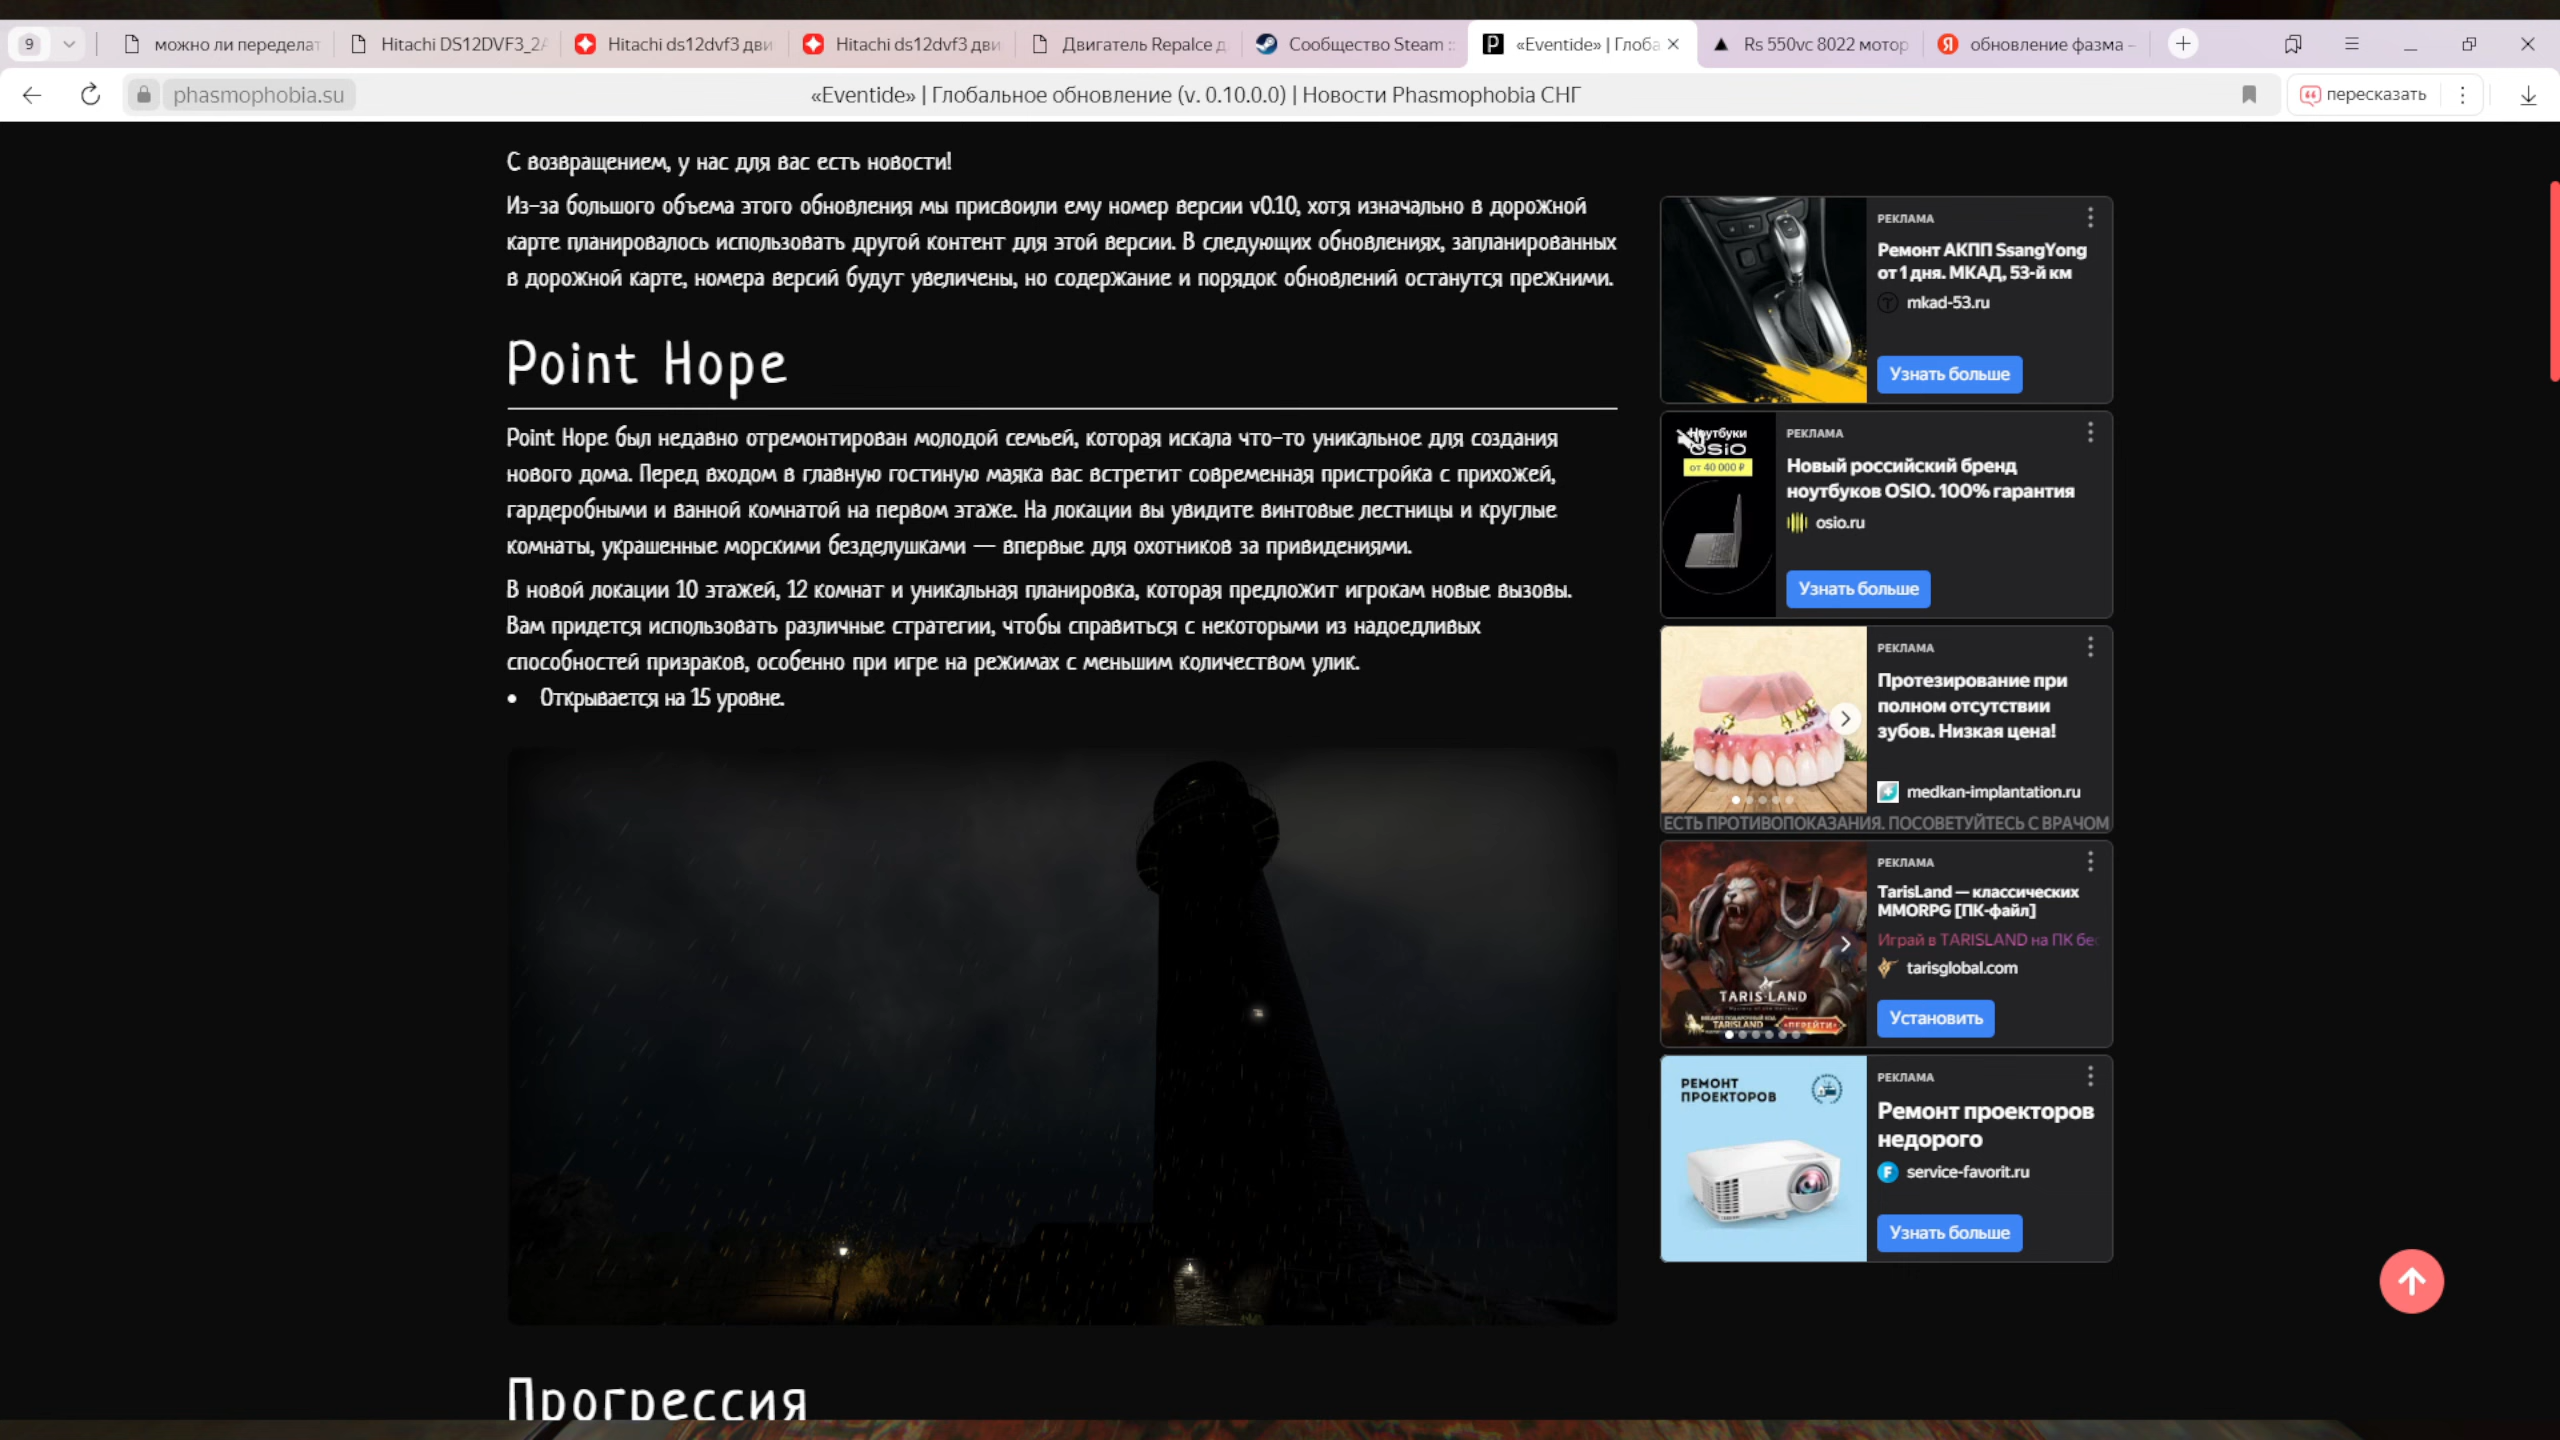 9
можно ли переделат
Hitachi DS12DVF3_2A
Hitachi ds12dvf3 дви
Hitachi ds12dvf3 дви
Двигатель Repalce д
Сообщество Steam ::
«Eventide» | Глоба
Rs 550vc 8022 мотор
обновление фазма –
phasmophobia.su
«Eventide» | Глобальное обновление (v. 0.10.0.0) | Новости Phasmophobia СНГ
пересказать
С возвращением, у нас для вас есть новости!
Из-за большого объема этого обновления мы присвоили ему номер версии v0.10, хотя изначально в дорожной
карте планировалось использовать другой контент для этой версии. В следующих обновлениях, запланированных
в дорожной карте, номера версий будут увеличены, но содержание и порядок обновлений останутся прежними.
Point Hope
Point Hope был недавно отремонтирован молодой семьей, которая искала что-то уникальное для создания
нового дома. Перед входом в главную гостиную маяка вас встретит современная пристройка с прихожей,
гардеробными и ванной комнатой на первом этаже. На локации вы увидите винтовые лестницы и круглые
комнаты, украшенные морскими безделушками — впервые для охотников за привидениями.
В новой локации 10 этажей, 12 комнат и уникальная планировка, которая предложит игрокам новые вызовы.
Вам придется использовать различные стратегии, чтобы справиться с некоторыми из надоедливых
способностей призраков, особенно при игре на режимах с меньшим количеством улик.
• Открывается на 15 уровне.
Прогрессия
РЕКЛАМА
Ремонт АКПП SsangYong
от 1 дня. МКАД, 53-й км
mkad-53.ru
Узнать больше
Ноутбуки
OSIO
от 40 000 ₽
РЕКЛАМА
Новый российский бренд
ноутбуков OSIO. 100% гарантия
osio.ru
Узнать больше
РЕКЛАМА
Протезирование при
полном отсутствии
зубов. Низкая цена!
medkan-implantation.ru
ЕСТЬ ПРОТИВОПОКАЗАНИЯ. ПОСОВЕТУЙТЕСЬ С ВРАЧОМ
РЕКЛАМА
TarisLand — классических
MMORPG [ПК-файл]
Играй в TARISLAND на ПК бес
tarisglobal.com
Установить
TARIS·LAND
TARISLAND
«ПЕРЕЙТИ»
РЕМОНТ
ПРОЕКТОРОВ
РЕКЛАМА
Ремонт проекторов
недорого
service-favorit.ru
Узнать больше